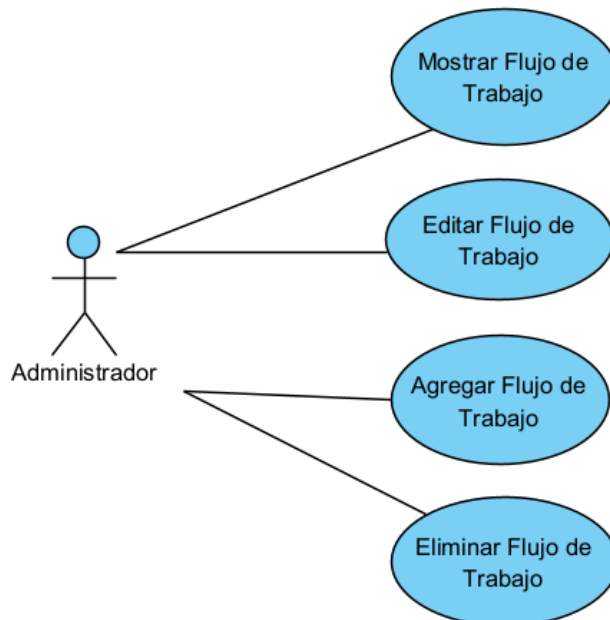 Mostrar Flujo de
Trabajo
Editar Flujo de
Trabajo
Administrador
Agregar Flujo de
Trabajo
Eliminar Flujo de
Trabajo